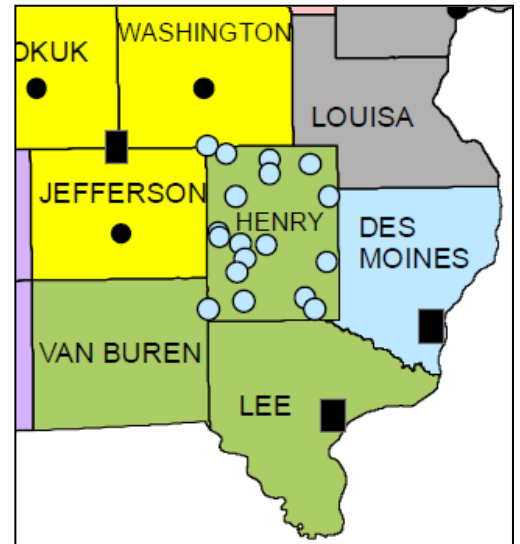 WASHINGTON
OKUK
LOUISA
JEFFERSON
HENRY
DES
MOINES
VAN BUREN
LEE